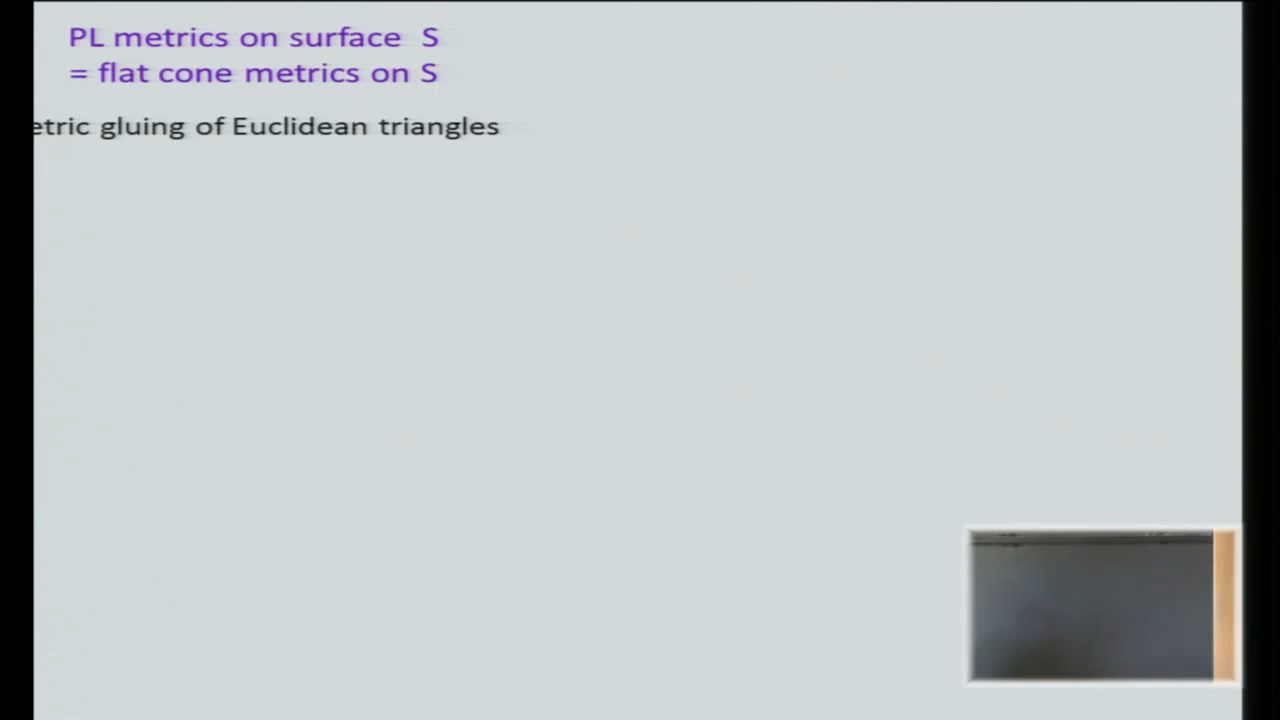 PL metrics on surface S
= flat cone metrics on S
etric gluing of Euclidean triangles